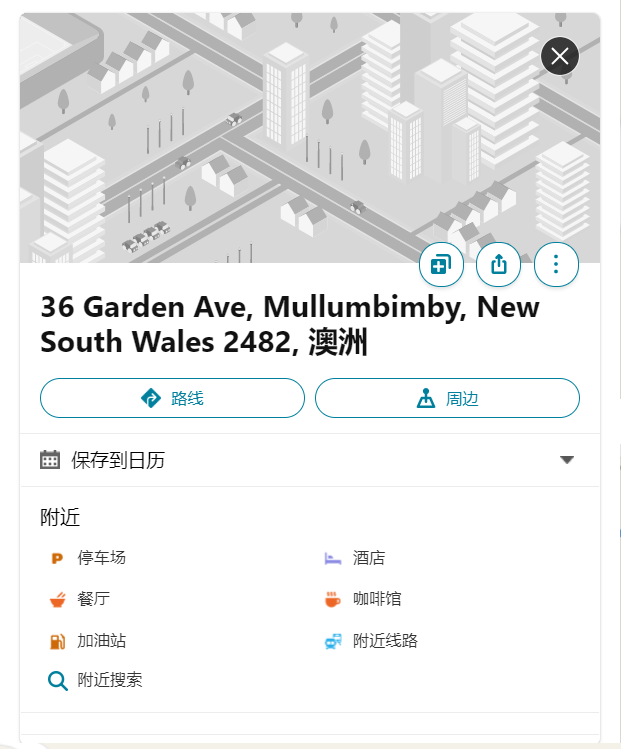 36 Garden Ave, Mullumbimby, New
South Wales 2482, 澳洲
路线
周边
保存到日历
附近
P 停车场
酒店
餐厅
咖啡馆
加油站
附近线路
附近搜索